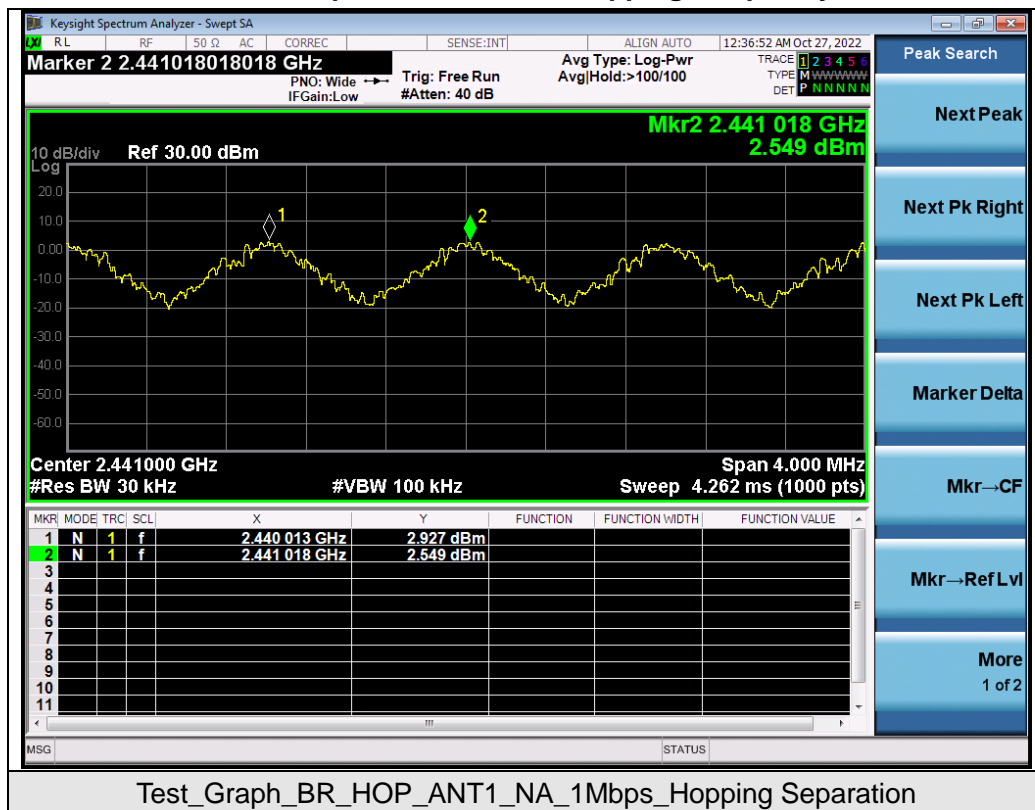 Keysight Spectrum Analyzer - Swept SA
LXI RL RF 50 Ω AC CORREC SENSE:INT ALIGN AUTO 12:36:52 AM Oct 27, 2022
Marker 2 2.441018018018 GHz
PNO: Wide
IFGain:Low
Trig: Free Run
#Atten: 40 dB
Avg Type: Log-Pwr
Avg|Hold:>100/100
TRACE 1 2 3 4 5 6
TYPE M WWWWW
DET P N N N N N
Mkr2 2.441 018 GHz
2.549 dBm
10 dB/div Ref 30.00 dBm
Log
20.0
10.0
0.00
-10.0
-20.0
-30.0
-40.0
-50.0
-60.0
1
2
Center 2.441000 GHz Span 4.000 MHz
#Res BW 30 kHz #VBW 100 kHz Sweep 4.262 ms (1000 pts)
MKR MODE TRC SCL X Y FUNCTION FUNCTION WIDTH FUNCTION VALUE
1 N 1 f 2.440 013 GHz 2.927 dBm
2 N 1 f 2.441 018 GHz 2.549 dBm
3
4
5
6
7
8
9
10
11
MSG STATUS
Peak Search
Next Peak
Next Pk Right
Next Pk Left
Marker Delta
Mkr→CF
Mkr→Ref Lvl
More
1 of 2
Test_Graph_BR_HOP_ANT1_NA_1Mbps_Hopping Separation